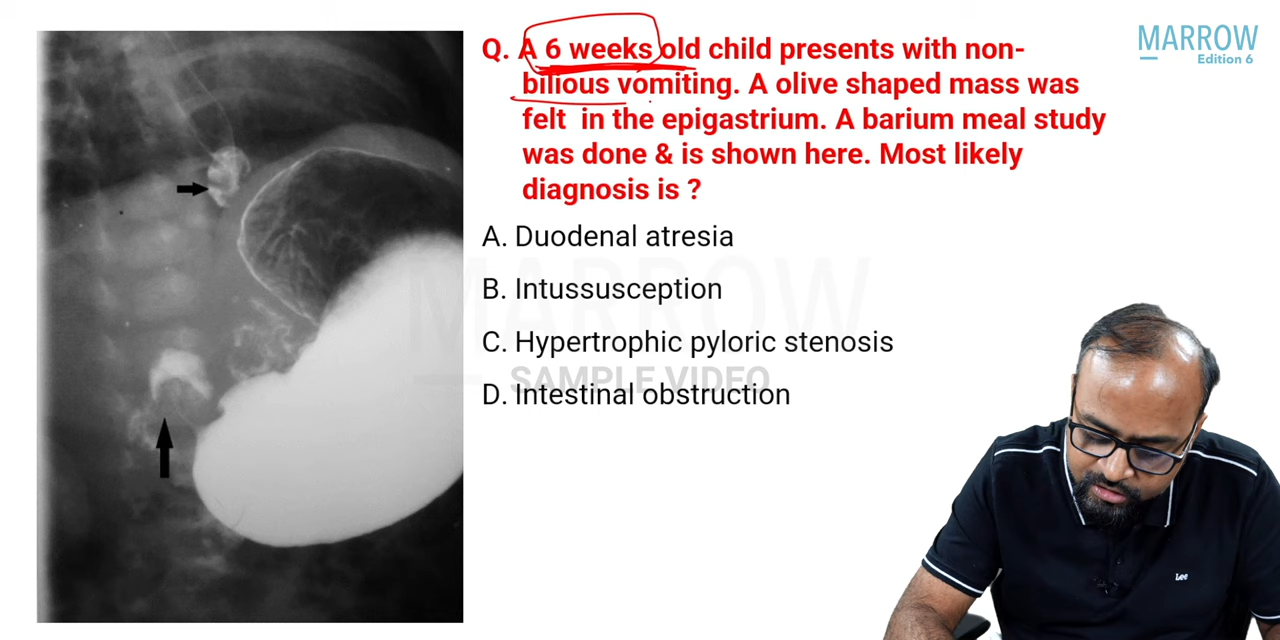 MARROW
Edition 6
Q. A 6 weeks old child presents with non-
bilious vomiting. A olive shaped mass was
felt in the epigastrium. A barium meal study
was done & is shown here. Most likely
diagnosis is ?
A. Duodenal atresia
B. Intussusception
C. Hypertrophic pyloric stenosis
D. Intestinal obstruction
MARROW
SAMPLE VIDEO
Lee